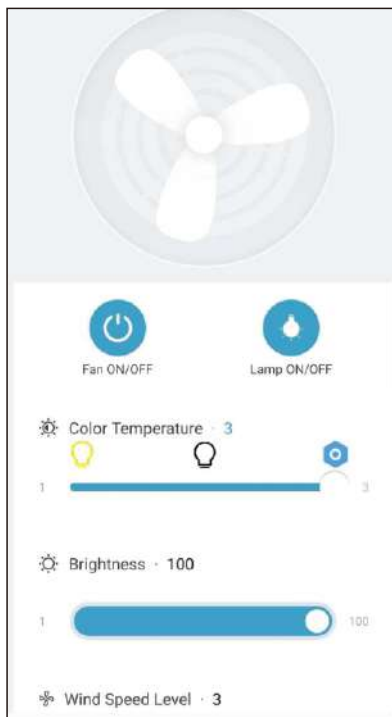 Fan ON/OFF
Lamp ON/OFF
Color Temperature · 3
1 3
Brightness · 100
1 100
Wind Speed Level · 3